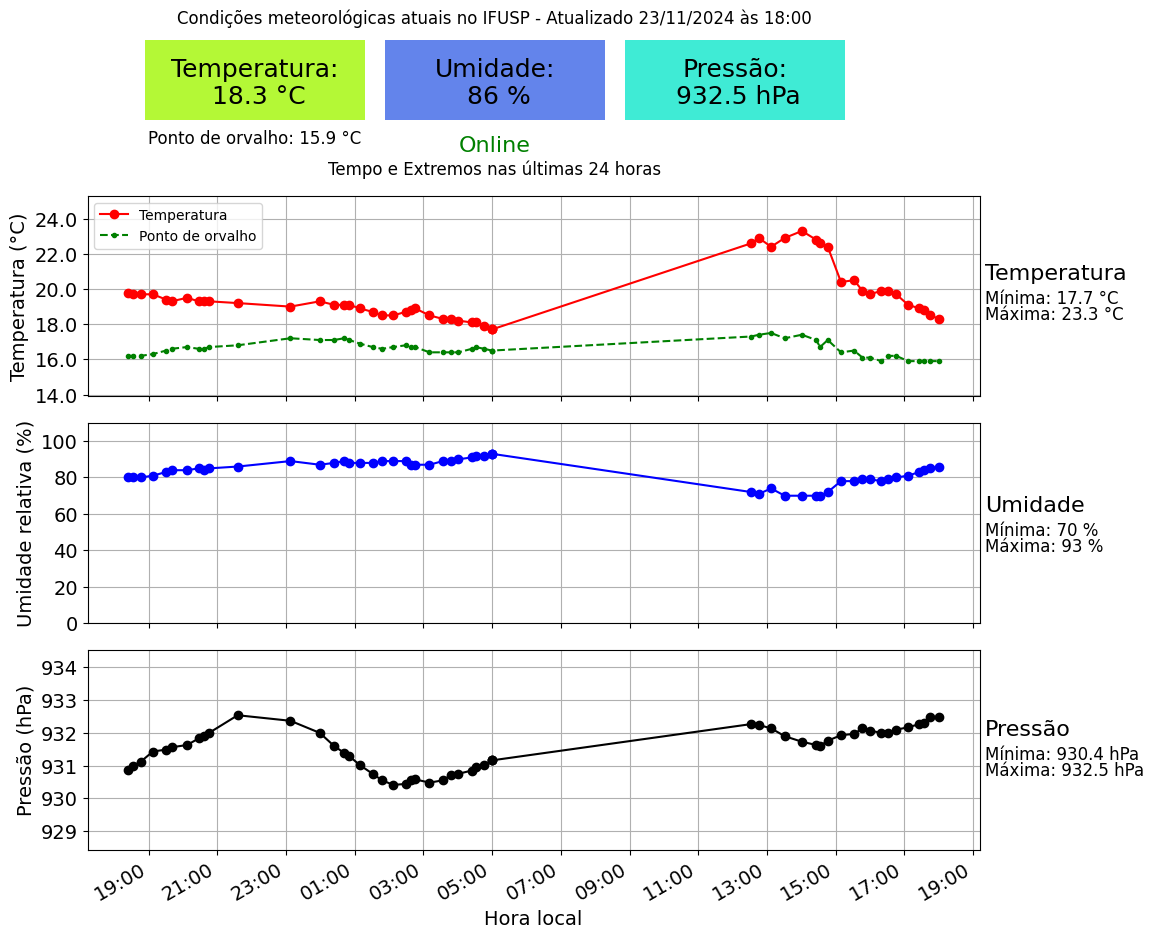 Condições meteorológicas atuais no IFUSP - Atualizado 23/11/2024 às 18:00
Temperatura:
18.3 °C
Umidade:
86 %
Pressão:
932.5 hPa
Ponto de orvalho: 15.9 °C
Online
Tempo e Extremos nas últimas 24 horas
Temperatura (°C)
24.0
22.0
20.0
18.0
16.0
14.0
Temperatura
Ponto de orvalho
Temperatura
Mínima: 17.7 °C
Máxima: 23.3 °C
Umidade relativa (%)
100
80
60
40
20
0
Umidade
Mínima: 70 %
Máxima: 93 %
Pressão (hPa)
934
933
932
931
930
929
Pressão
Mínima: 930.4 hPa
Máxima: 932.5 hPa
19:00 21:00 23:00 01:00 03:00 05:00 07:00 09:00 11:00 13:00 15:00 17:00 19:00
Hora local